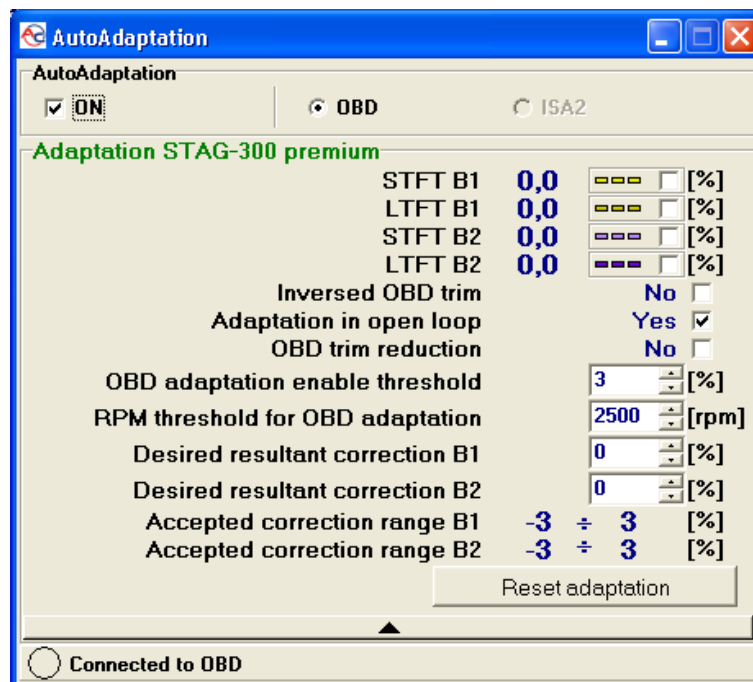 AutoAdaptation
AutoAdaptation
ON OBD ISA2
Adaptation STAG-300 premium
STFT B1 0,0 [%]
LTFT B1 0,0 [%]
STFT B2 0,0 [%]
LTFT B2 0,0 [%]
Inversed OBD trim No
Adaptation in open loop Yes
OBD trim reduction No
OBD adaptation enable threshold 3 [%]
RPM threshold for OBD adaptation 2500 [rpm]
Desired resultant correction B1 0 [%]
Desired resultant correction B2 0 [%]
Accepted correction range B1 -3 ÷ 3 [%]
Accepted correction range B2 -3 ÷ 3 [%]
Reset adaptation
Connected to OBD